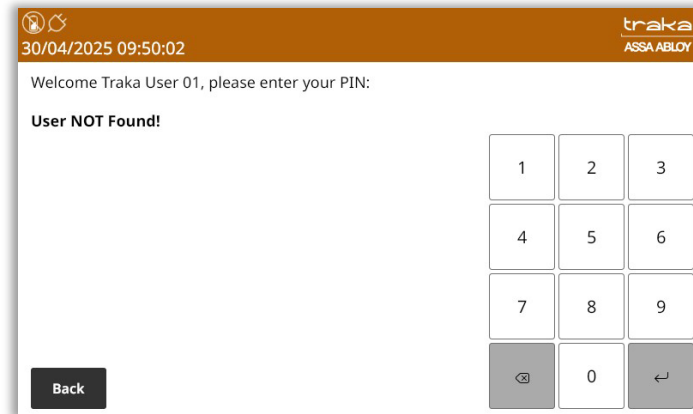 traka
30/04/2025 09:50:02
ASSA ABLOY
Welcome Traka User 01, please enter your PIN:
User NOT Found!
1 2 3
4 5 6
7 8 9
Back 0